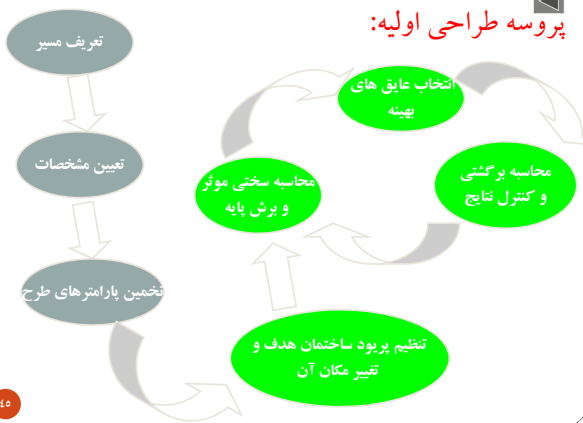 پروسه طراحی اولیه:
تعریف مسیر
تعیین مشخصات
تخمین پارامترهای طرح
تنظیم پریود ساختمان هدف و
تغییر مکان آن
محاسبه سختی موثر
و برش پایه
انتخاب عایق های
بهینه
محاسبه برگشتی
و کنترل نتایج
٤٥